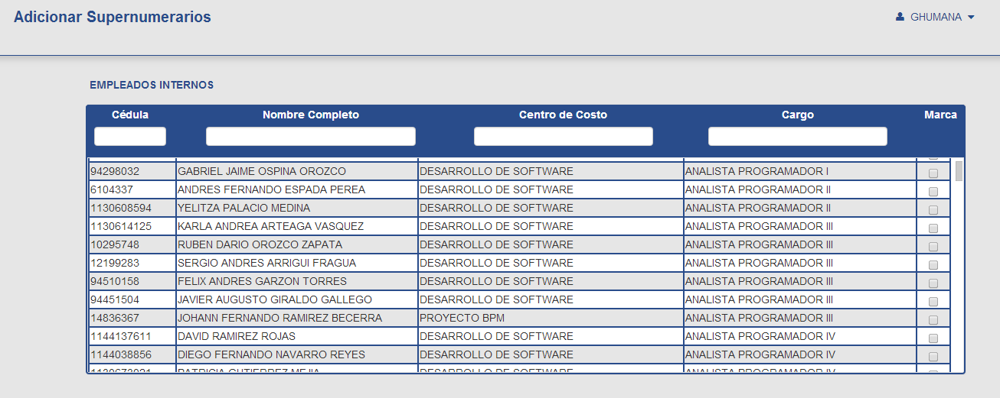 Adicionar Supernumerarios
GHUMANA
EMPLEADOS INTERNOS
Cédula Nombre Completo Centro de Costo Cargo Marca
94298032 GABRIEL JAIME OSPINA OROZCO DESARROLLO DE SOFTWARE ANALISTA PROGRAMADOR I
6104337 ANDRES FERNANDO ESPADA PEREA DESARROLLO DE SOFTWARE ANALISTA PROGRAMADOR II
1130608594 YELITZA PALACIO MEDINA DESARROLLO DE SOFTWARE ANALISTA PROGRAMADOR II
1130614125 KARLA ANDREA ARTEAGA VASQUEZ DESARROLLO DE SOFTWARE ANALISTA PROGRAMADOR III
10295748 RUBEN DARIO OROZCO ZAPATA DESARROLLO DE SOFTWARE ANALISTA PROGRAMADOR III
12199283 SERGIO ANDRES ARRIGUI FRAGUA DESARROLLO DE SOFTWARE ANALISTA PROGRAMADOR III
94510158 FELIX ANDRES GARZON TORRES DESARROLLO DE SOFTWARE ANALISTA PROGRAMADOR III
94451504 JAVIER AUGUSTO GIRALDO GALLEGO DESARROLLO DE SOFTWARE ANALISTA PROGRAMADOR III
14836367 JOHANN FERNANDO RAMIREZ BECERRA PROYECTO BPM ANALISTA PROGRAMADOR III
1144137611 DAVID RAMIREZ ROJAS DESARROLLO DE SOFTWARE ANALISTA PROGRAMADOR IV
1144038856 DIEGO FERNANDO NAVARRO REYES DESARROLLO DE SOFTWARE ANALISTA PROGRAMADOR IV
PATRICIA GUTIERREZ MEJIA DESARROLLO DE SOFTWARE ANALISTA PROGRAMADOR IV